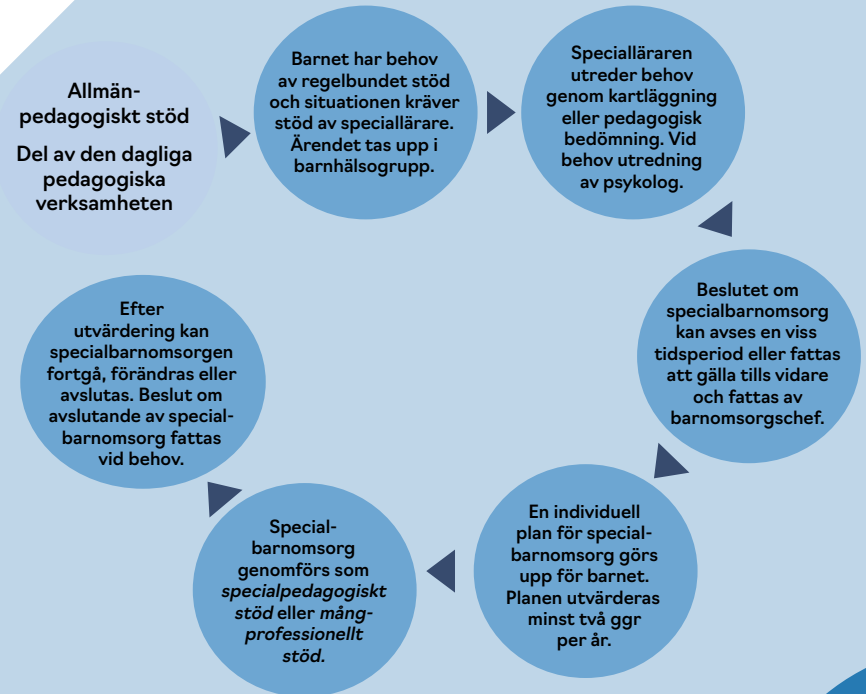 Allmän-
pedagogiskt stöd
Del av den dagliga
pedagogiska
verksamheten
Barnet har behov
av regelbundet stöd
och situationen kräver
stöd av speciallärare.
Ärendet tas upp i
barnhälsogrupp.
Specialläraren
utreder behov
genom kartläggning
eller pedagogisk
bedömning. Vid
behov utredning
av psykolog.
Beslutet om
specialbarnomsorg
kan avses en viss
tidsperiod eller fattas
att gälla tills vidare
och fattas av
barnomsorgschef.
En individuell
plan för special-
barnomsorg görs
upp för barnet.
Planen utvärderas
minst två ggr
per år.
Special-
barnomsorg
genomförs som
specialpedagogiskt
stöd eller mång-
professionellt
stöd.
Efter
utvärdering kan
specialbarnomsorgen
fortgå, förändras eller
avslutas. Beslut om
avslutande av special-
barnomsorg fattas
vid behov.